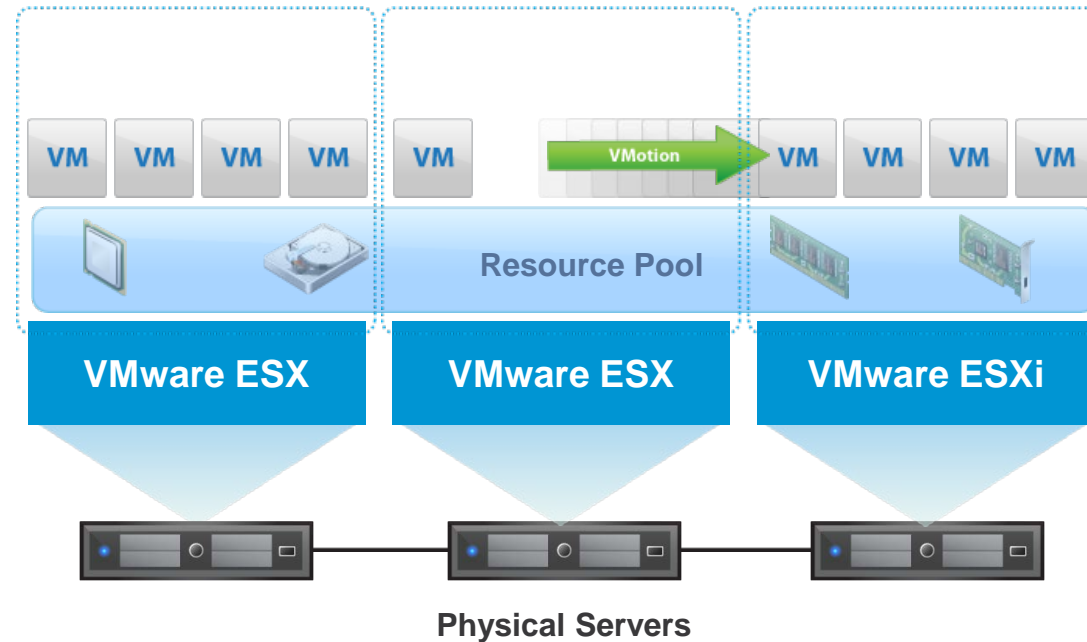 VM VM VM VM VM VMotion VM VM VM VM
Resource Pool
VMware ESX VMware ESX VMware ESXi
Physical Servers